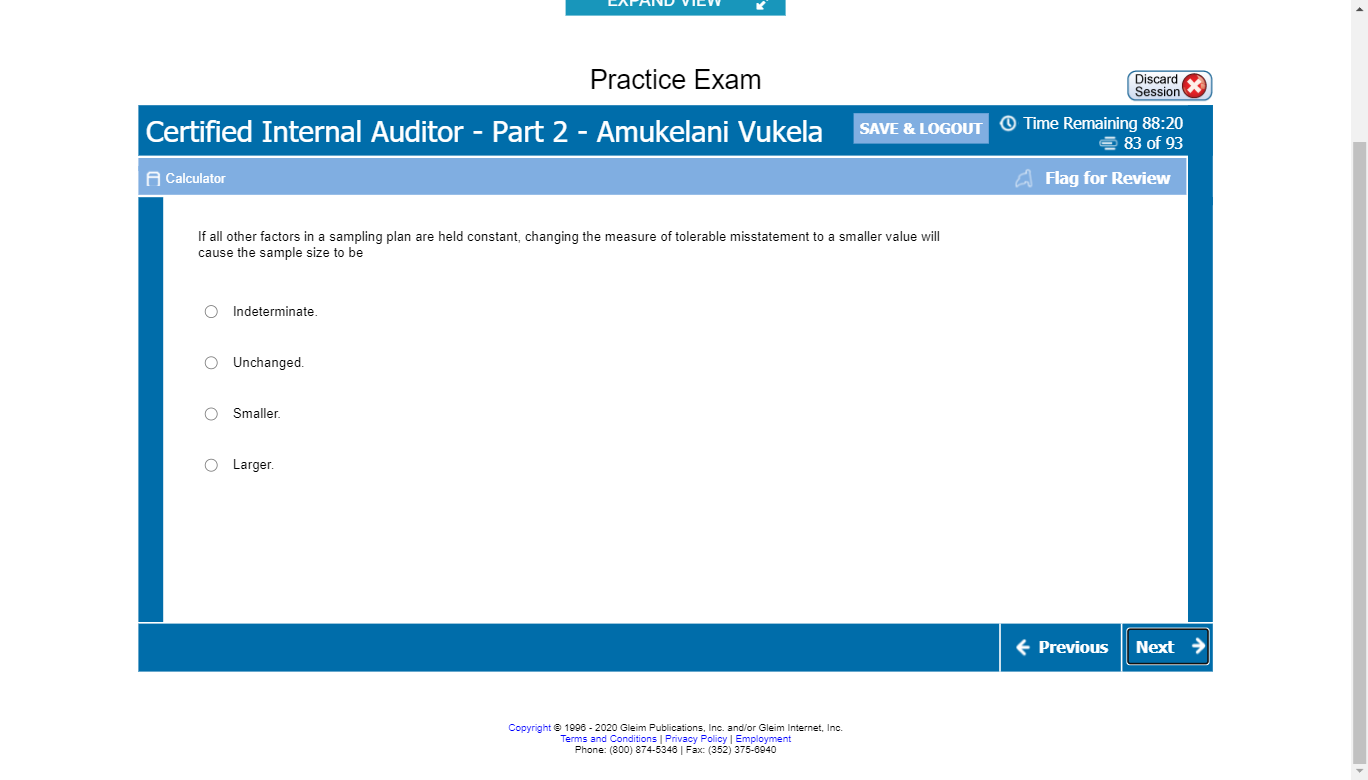 EXPAND VIEW
Practice Exam
Discard
Session
Certified Internal Auditor - Part 2 - Amukelani Vukela
SAVE & LOGOUT
Time Remaining 88:20
83 of 93
Calculator
Flag for Review
If all other factors in a sampling plan are held constant, changing the measure of tolerable misstatement to a smaller value will
cause the sample size to be
Indeterminate.
Unchanged.
Smaller.
Larger.
Previous
Next
Copyright © 1996 - 2020 Gleim Publications, Inc. and/or Gleim Internet, Inc.
Terms and Conditions | Privacy Policy | Employment
Phone: (800) 874-5346 | Fax: (352) 375-6940